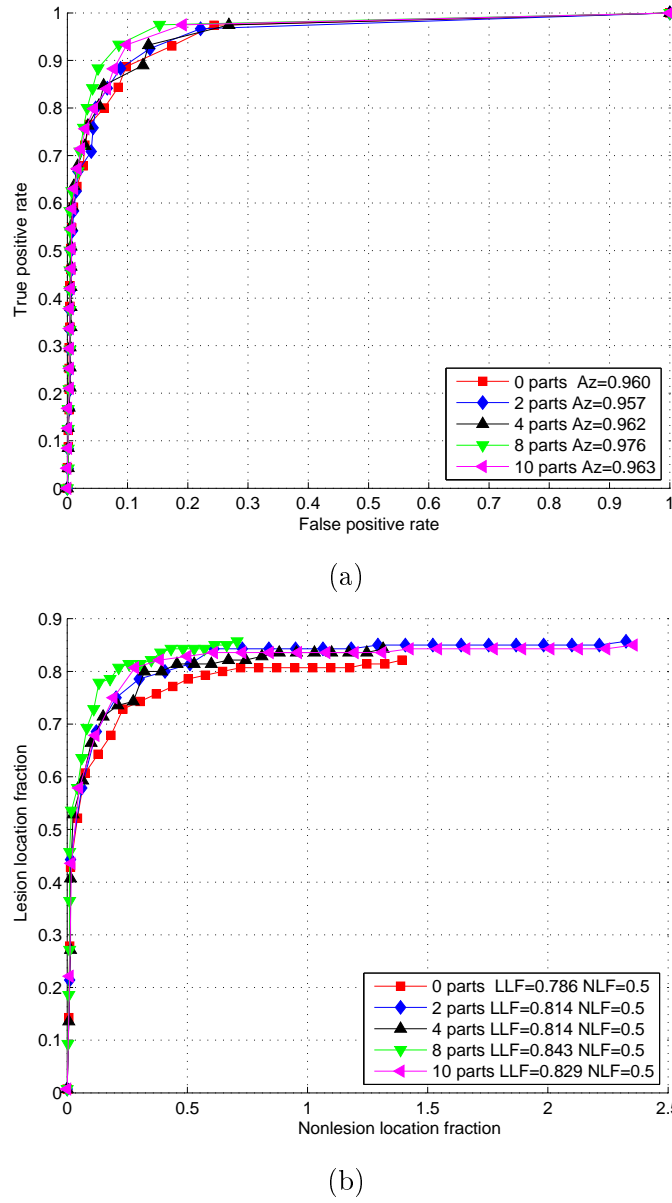 1
0.9
0.8
0.7
0.6
0.5
0.4
0.3
0.2
0.1
0
True positive rate
0 parts Az=0.960
2 parts Az=0.957
4 parts Az=0.962
8 parts Az=0.976
10 parts Az=0.963
0 0.1 0.2 0.3 0.4 0.5 0.6 0.7 0.8 0.9 1
False positive rate
(a)
0.9
0.8
0.7
0.6
0.5
0.4
0.3
0.2
0.1
0
Lesion location fraction
0 parts LLF=0.786 NLF=0.5
2 parts LLF=0.814 NLF=0.5
4 parts LLF=0.814 NLF=0.5
8 parts LLF=0.843 NLF=0.5
10 parts LLF=0.829 NLF=0.5
0 0.5 1 1.5 2 2.5
Nonlesion location fraction
(b)